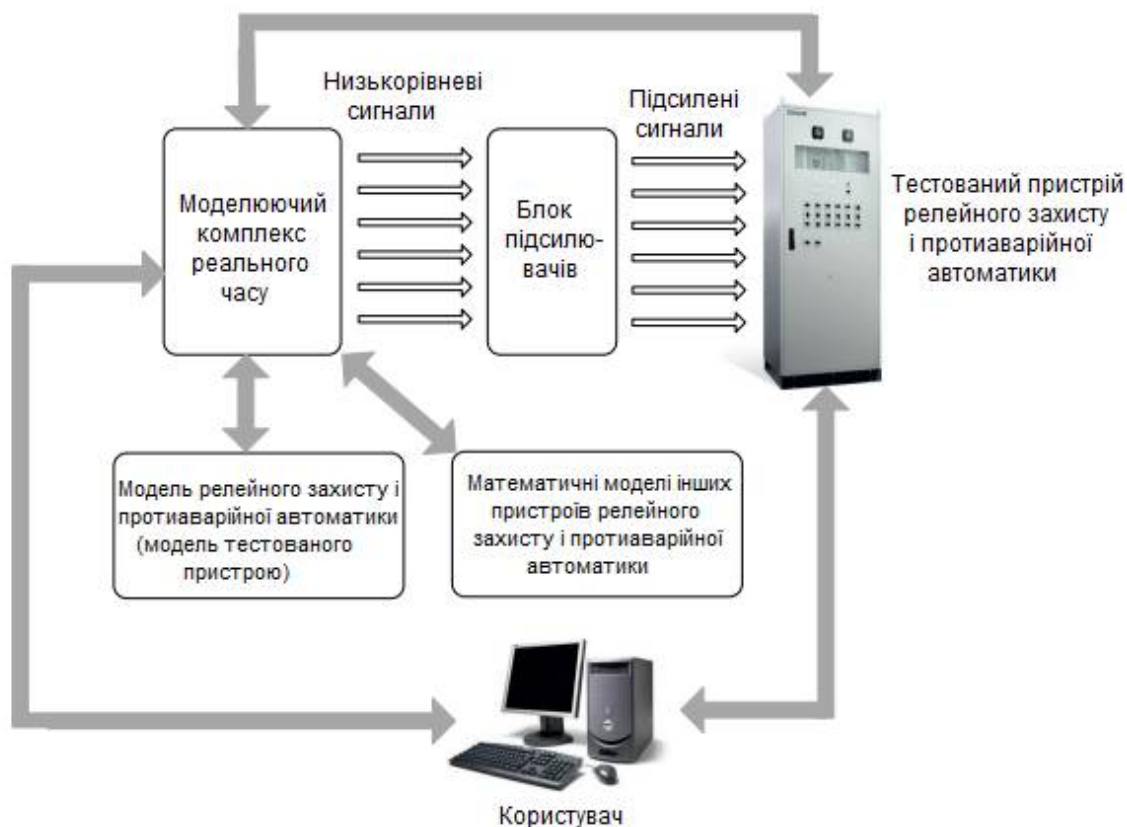 Низькорівневі
сигнали
Підсилені
сигнали
Моделюючий
комплекс
реального
часу
Блок
підсилю-
вачів
Тестований пристрій
релейного захисту
і протиаварійної
автоматики
Модель релейного захисту і
протиаварійної автоматики
(модель тестованого
пристрою)
Математичні моделі інших
пристроїв релейного
захисту і протиаварійної
автоматики
Користувач